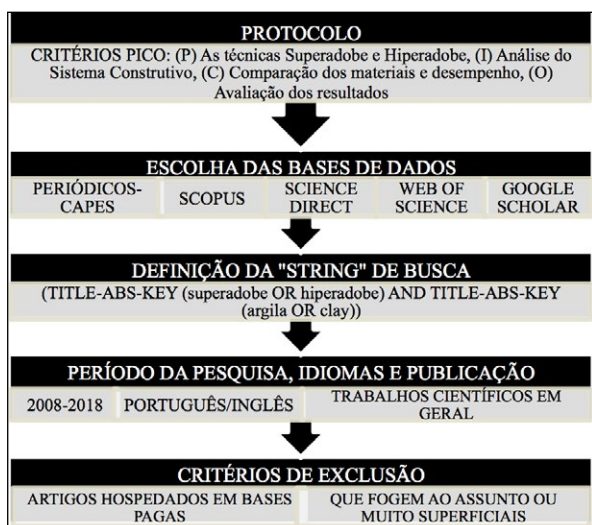 PROTOCOLO
CRITÉRIOS PICO: (P) As técnicas Superadobe e Hiperadobe, (I) Análise do
Sistema Construtivo, (C) Comparação dos materiais e desempenho, (O)
Avaliação dos resultados
ESCOLHA DAS BASES DE DADOS
PERIÓDICOS-
CAPES
SCOPUS
SCIENCE
DIRECT
WEB OF
SCIENCE
GOOGLE
SCHOLAR
DEFINIÇÃO DA "STRING" DE BUSCA
(TITLE-ABS-KEY (superadobe OR hiperadobe) AND TITLE-ABS-KEY
(argila OR clay))
PERÍODO DA PESQUISA, IDIOMAS E PUBLICAÇÃO
2008-2018
PORTUGUÊS/INGLÊS
TRABALHOS CIENTÍFICOS EM
GERAL
CRITÉRIOS DE EXCLUSÃO
ARTIGOS HOSPEDADOS EM BASES
PAGAS
QUE FOGEM AO ASSUNTO OU
MUITO SUPERFICIAIS